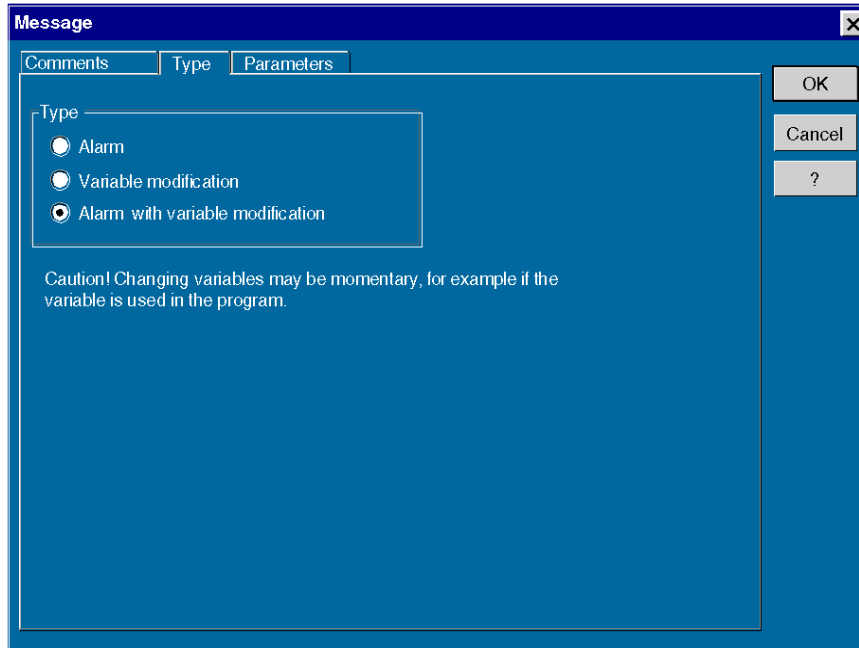 Message
Comments
Type
Parameters
OK
Type
Alarm
Cancel
Variable modification
?
Alarm with variable modification
Caution! Changing variables may be momentary, for example if the
variable is used in the program.